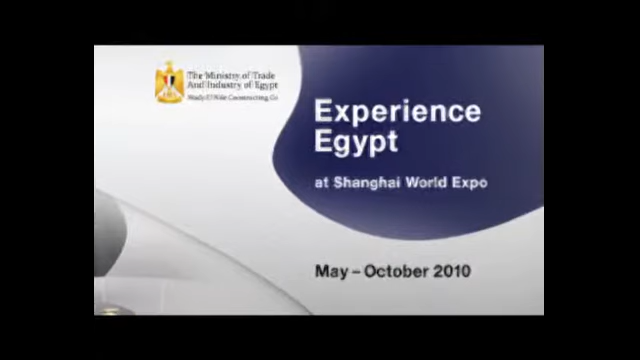 The Ministry of Trade
And Industry of Egypt
Experience
Egypt
at Shanghai World Expo
May – October 2010